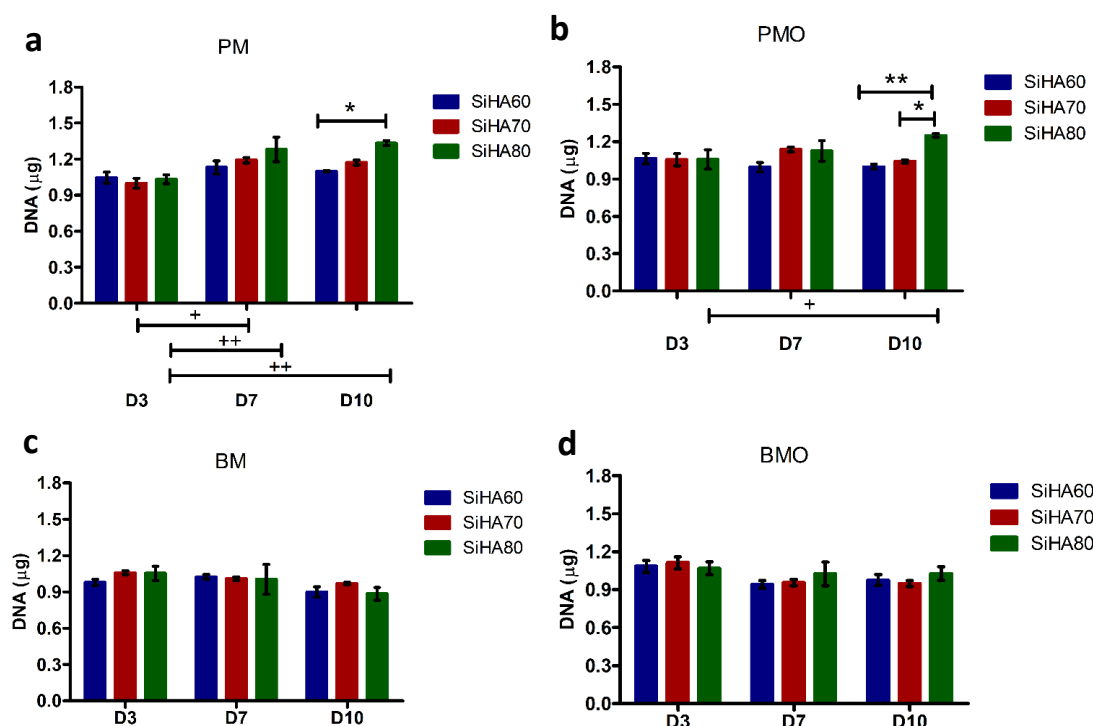 a
PM
DNA (µg)
1.8
1.5
1.2
0.9
0.6
0.3
0.0
*
SiHA60
SiHA70
SiHA80
+
++
++
D3 D7 D10
b
PMO
DNA (µg)
1.8
1.5
1.2
0.9
0.6
0.3
0.0
**
*
SiHA60
SiHA70
SiHA80
+
D3 D7 D10
c
BM
DNA (µg)
1.8
1.5
1.2
0.9
0.6
0.3
0.0
SiHA60
SiHA70
SiHA80
D3 D7 D10
d
BMO
DNA (µg)
1.8
1.5
1.2
0.9
0.6
0.3
0.0
SiHA60
SiHA70
SiHA80
D3 D7 D10